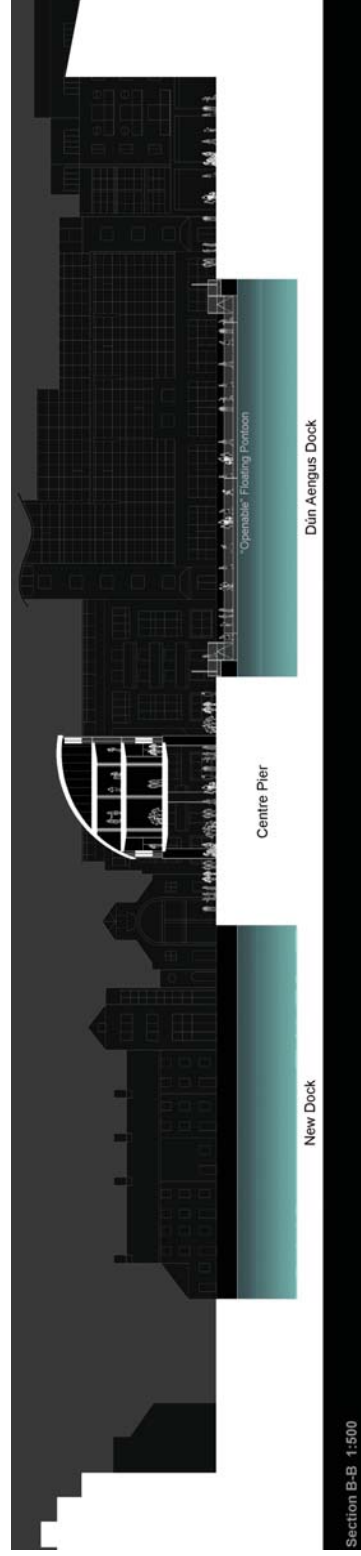 "Openable" Floating Pontoon
New Dock
Centre Pier
Dún Aengus Dock
Section B-B 1:500